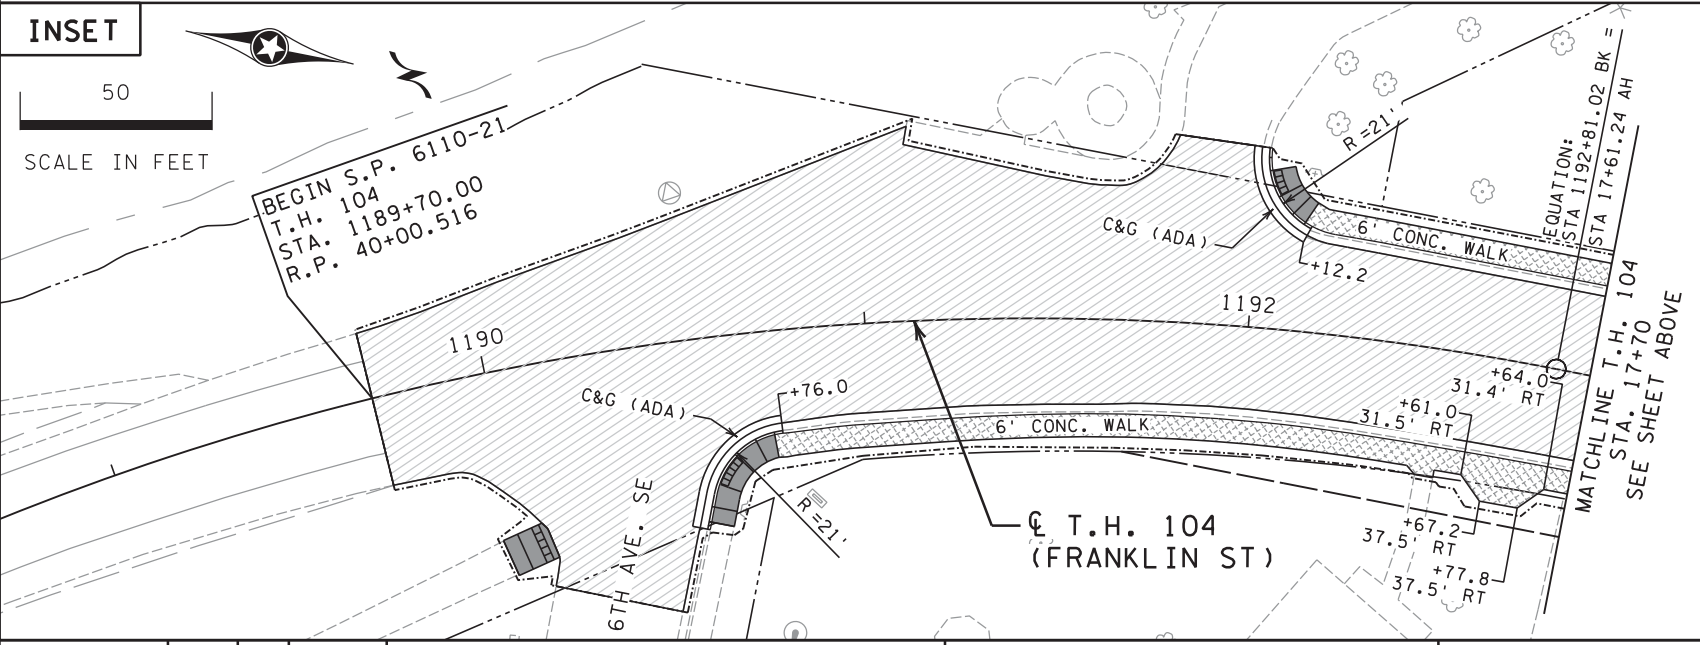 INSET
50
SCALE IN FEET
BEGIN S.P. 6110-21
T.H. 104
STA. 1189+70.00
R.P. 40+00.516
1190
1192
R =21'
C&G (ADA)
6' CONC. WALK
+12.2
EQUATION:
STA 1192+81.02 BK =
STA 17+61.24 AH
MATCHLINE T.H. 104
STA. 17+70
SEE SHEET ABOVE
C&G (ADA)
+76.0
6' CONC. WALK
+64.0
31.4' RT
+61.0
31.5' RT
6TH AVE. SE
R =21'
℄ T.H. 104
(FRANKLIN ST)
+67.2
37.5' RT
+77.8
37.5' RT